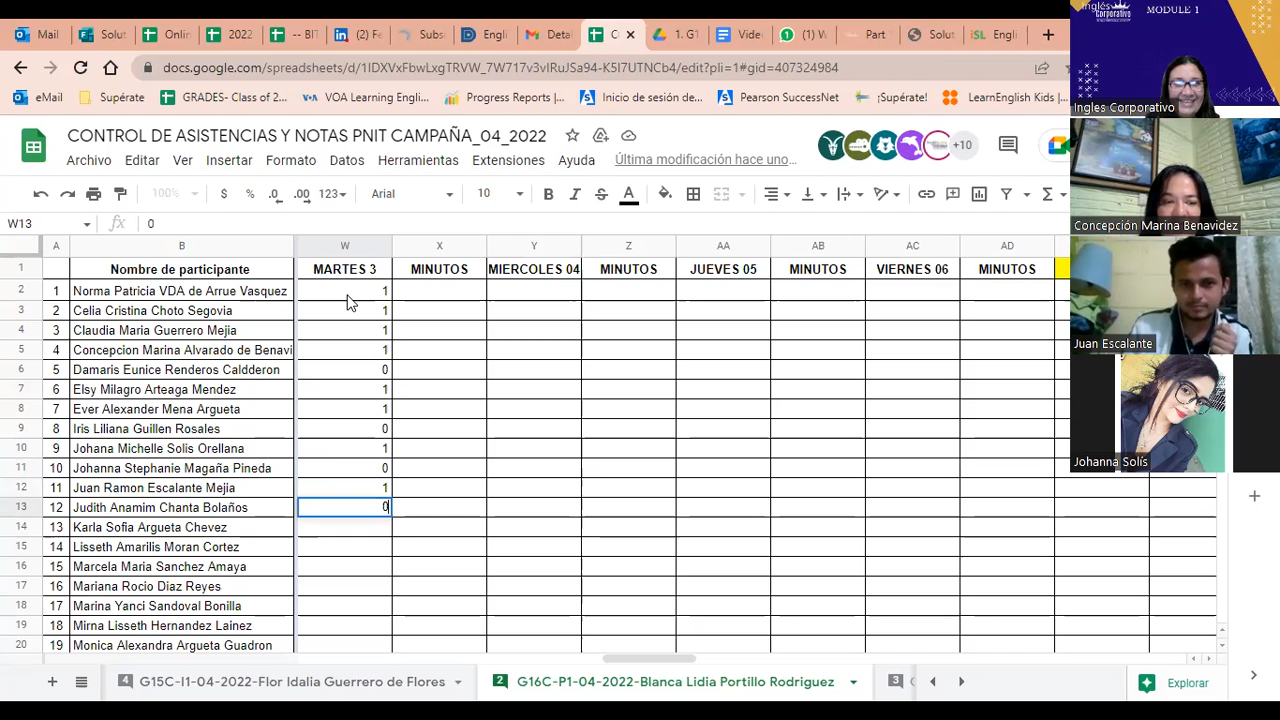 Mail
Solut
Onlin
2022
-- BIT
(2) Fe
Labsl
Engli
Deta
C
1. GT
Video
(1) W
Part
Solut
Engli
docs.google.com/spreadsheets/d/1DXVxFbwLxgTRVW_7W717v3vIRuJSa94-K5I7UTNCb4/edit?pli=1#gid=407324984
eMail
Supérate
GRADES- Class of 2...
VOA Learning Engli...
Progress Reports |...
Inicio de sesión de...
Pearson SuccessNet
¡Supérate!
LearnEnglish Kids |...
CONTROL DE ASISTENCIAS Y NOTAS PNIT CAMPAÑA_04_2022
+10
Archivo Editar Ver Insertar Formato Datos Herramientas Extensiones Ayuda Última modificación hace uno...
100% $ % .0 .00 123 Arial 10 B I S A
W13 fx 0
A B W X Y Z AA AB AC AD
1 Nombre de participante MARTES 3 MINUTOS MIERCOLES 04 MINUTOS JUEVES 05 MINUTOS VIERNES 06 MINUTOS
2 1 Norma Patricia VDA de Arrue Vasquez 1
3 2 Celia Cristina Choto Segovia 1
4 3 Claudia Maria Guerrero Mejia 1
5 4 Concepcion Marina Alvarado de Benavi 1
6 5 Damaris Eunice Renderos Caldderon 0
7 6 Elsy Milagro Arteaga Mendez 1
8 7 Ever Alexander Mena Argueta 1
9 8 Iris Liliana Guillen Rosales 0
10 9 Johana Michelle Solis Orellana 1
11 10 Johanna Stephanie Magaña Pineda 0
12 11 Juan Ramon Escalante Mejia 1
13 12 Judith Anamim Chanta Bolaños 0
14 13 Karla Sofia Argueta Chevez
15 14 Lisseth Amarilis Moran Cortez
16 15 Marcela Maria Sanchez Amaya
17 16 Mariana Rocio Diaz Reyes
18 17 Marina Yanci Sandoval Bonilla
19 18 Mirna Lisseth Hernandez Lainez
20 19 Monica Alexandra Argueta Guadron
4 G15C-I1-04-2022-Flor Idalia Guerrero de Flores
2 G16C-P1-04-2022-Blanca Lidia Portillo Rodriguez
3
Explorar
Inglés
Corporativo
MODULE 1
Ingles Corporativo
Concepción Marina Benavidez
Juan Escalante
Johanna Solís